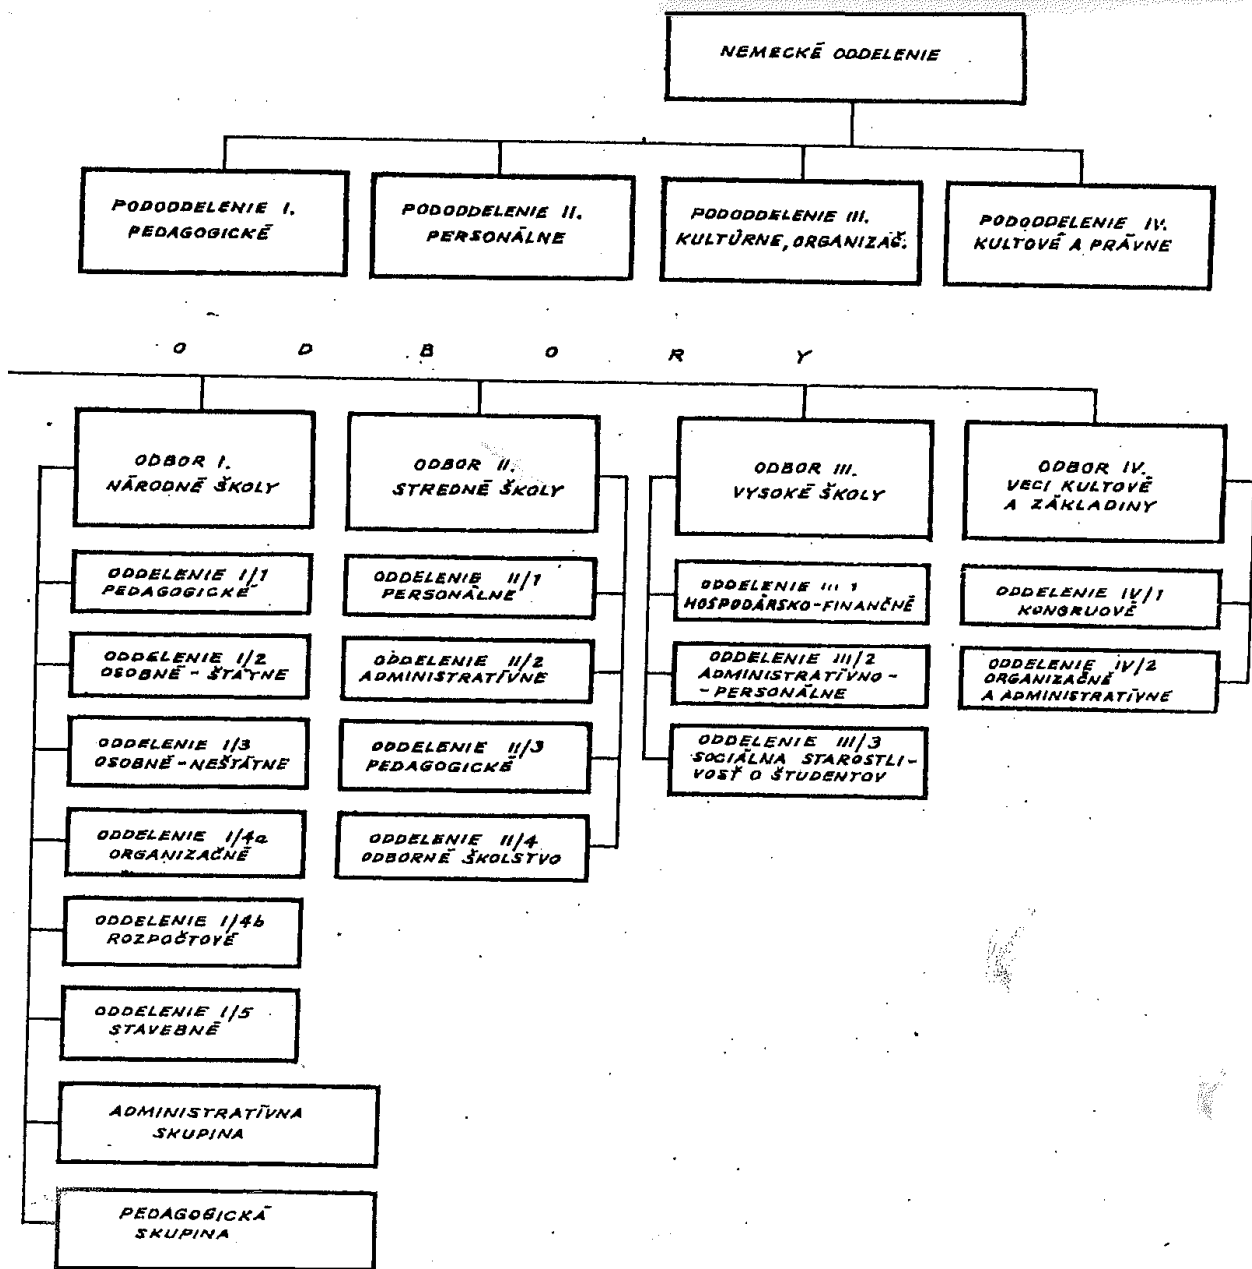 NEMECKÉ ODDELENIE
PODODDELENIE I.
PEDAGOGICKÉ
PODODDELENIE II.
PERSONÁLNE
PODODDELENIE III.
KULTÚRNE, ORGANIZAČ.
PODODDELENIE IV.
KULTOVÉ A PRÁVNE
O D B O R Y
ODBOR I.
NÁRODNÉ ŠKOLY
ODDELENIE I/1
PEDAGOGICKÉ
ODDELENIE I/2
OSOBNÉ - ŠTÁTNE
ODDELENIE I/3
OSOBNÉ - NEŠTÁTNE
ODDELENIE I/4a
ORGANIZAČNÉ
ODDELENIE I/4b
ROZPOČTOVÉ
ODDELENIE I/5
STAVEBNÉ
ADMINISTRATÍVNA
SKUPINA
PEDAGOGICKÁ
SKUPINA
ODBOR II.
STREDNÉ ŠKOLY
ODDELENIE II/1
PERSONÁLNE
ODDELENIE II/2
ADMINISTRATÍVNE
ODDELENIE II/3
PEDAGOGICKÉ
ODDELENIE II/4
ODBORNÉ ŠKOLSTVO
ODBOR III.
VYSOKÉ ŠKOLY
ODDELENIE III 1
HOSPODÁRSKO-FINANČNÉ
ODDELENIE III/2
ADMINISTRATÍVNO-
-PERSONÁLNE
ODDELENIE III/3
SOCIÁLNA STAROSTLI-
VOSŤ O ŠTUDENTOV
ODBOR IV.
VECI KULTOVÉ
A ZÁKLADINY
ODDELENIE IV/1
KONGRUOVÉ
ODDELENIE IV/2
ORGANIZAČNÉ
A ADMINISTRATÍVNE